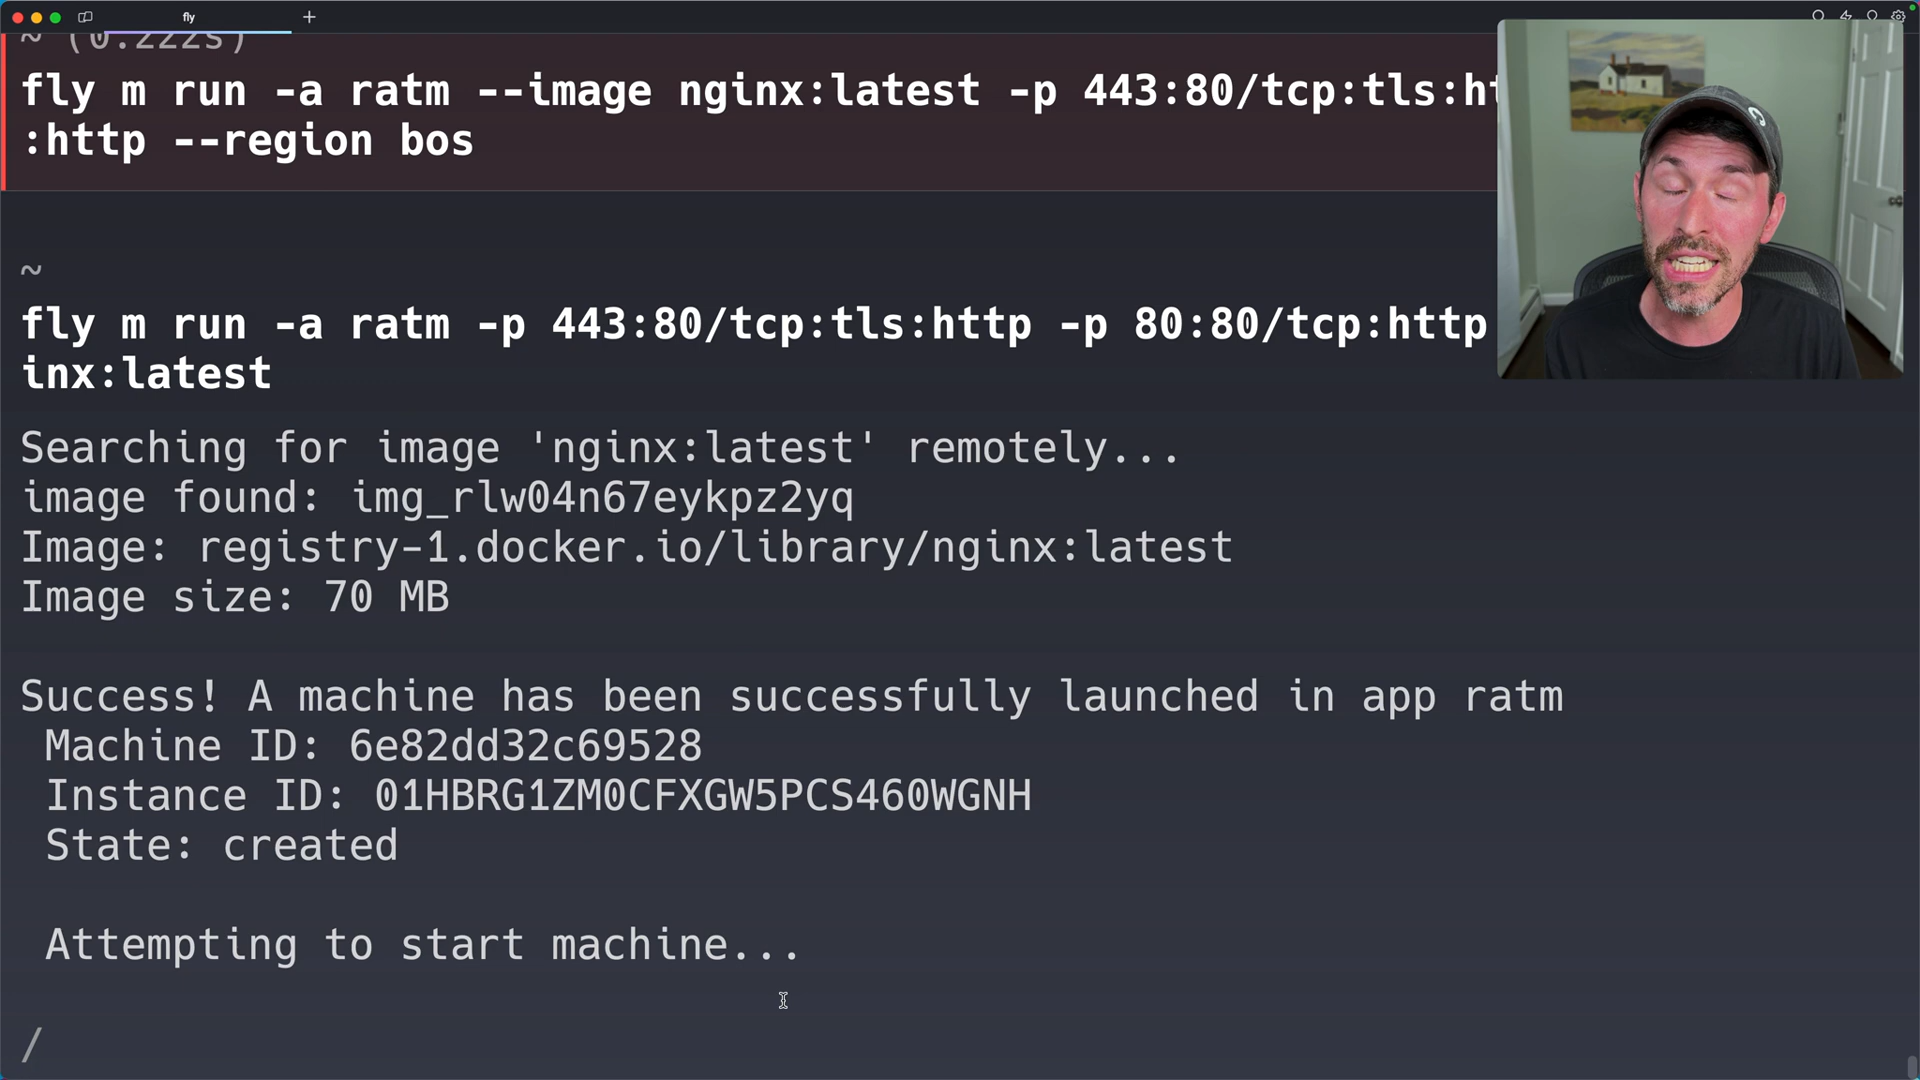 fly
~ (0.222s)
fly m run -a ratm --image nginx:latest -p 443:80/tcp:tls:ht
:http --region bos
~
fly m run -a ratm -p 443:80/tcp:tls:http -p 80:80/tcp:http
inx:latest
Searching for image 'nginx:latest' remotely...
image found: img_rlw04n67eykpz2yq
Image: registry-1.docker.io/library/nginx:latest
Image size: 70 MB
Success! A machine has been successfully launched in app ratm
Machine ID: 6e82dd32c69528
Instance ID: 01HBRG1ZM0CFXGW5PCS460WGNH
State: created
Attempting to start machine...
/